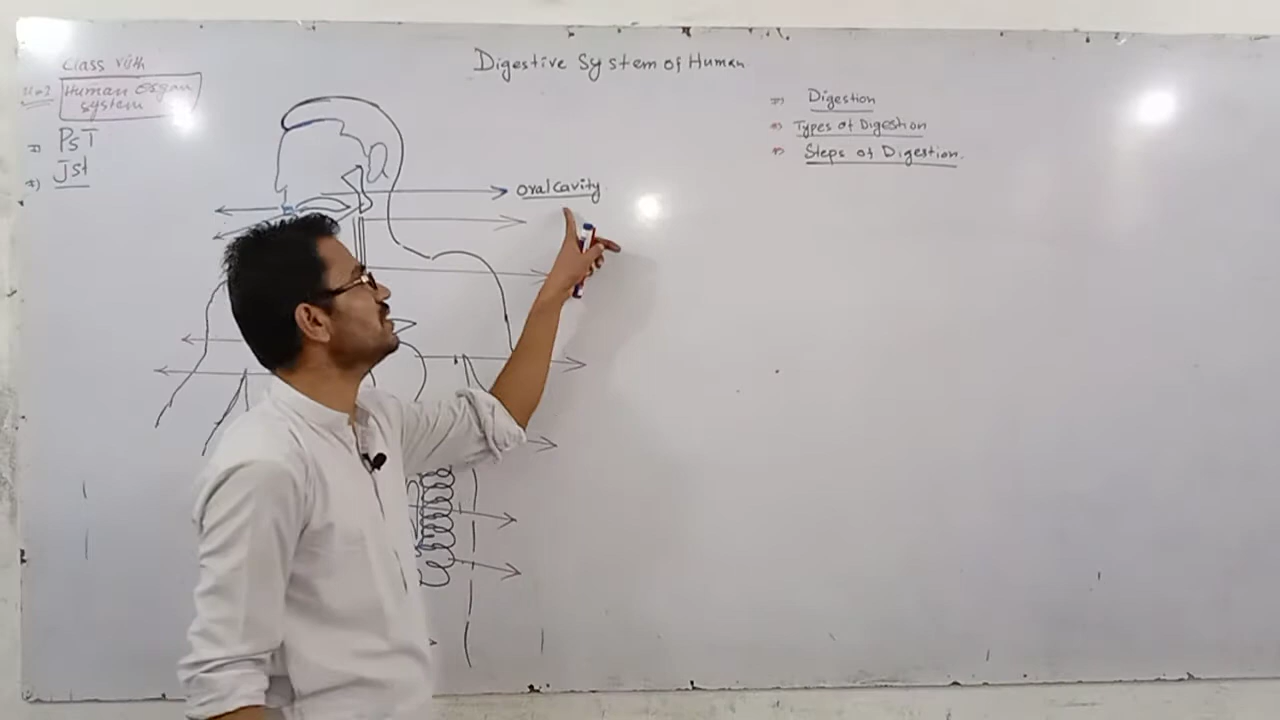 Digestive System of Human
Class VIIth
Human Organ
System
PST
Jst
Digestion
Types of Digestion
Steps of Digestion.
oral cavity